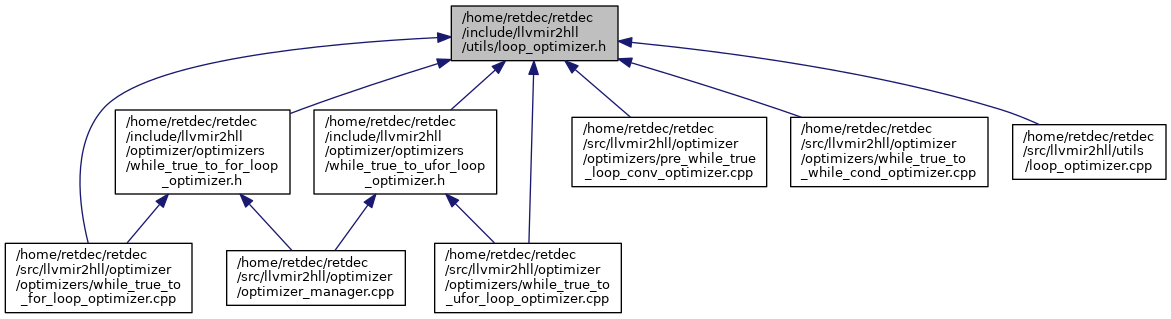 /home/retdec/retdec
/include/llvmir2hll
/utils/loop_optimizer.h
/home/retdec/retdec
/include/llvmir2hll
/optimizer/optimizers
/while_true_to_for_loop
_optimizer.h
/home/retdec/retdec
/include/llvmir2hll
/optimizer/optimizers
/while_true_to_ufor_loop
_optimizer.h
/home/retdec/retdec
/src/llvmir2hll/optimizer
/optimizers/pre_while_true
_loop_conv_optimizer.cpp
/home/retdec/retdec
/src/llvmir2hll/optimizer
/optimizers/while_true_to
_while_cond_optimizer.cpp
/home/retdec/retdec
/src/llvmir2hll/utils
/loop_optimizer.cpp
/home/retdec/retdec
/src/llvmir2hll/optimizer
/optimizers/while_true_to
_for_loop_optimizer.cpp
/home/retdec/retdec
/src/llvmir2hll/optimizer
/optimizer_manager.cpp
/home/retdec/retdec
/src/llvmir2hll/optimizer
/optimizers/while_true_to
_ufor_loop_optimizer.cpp